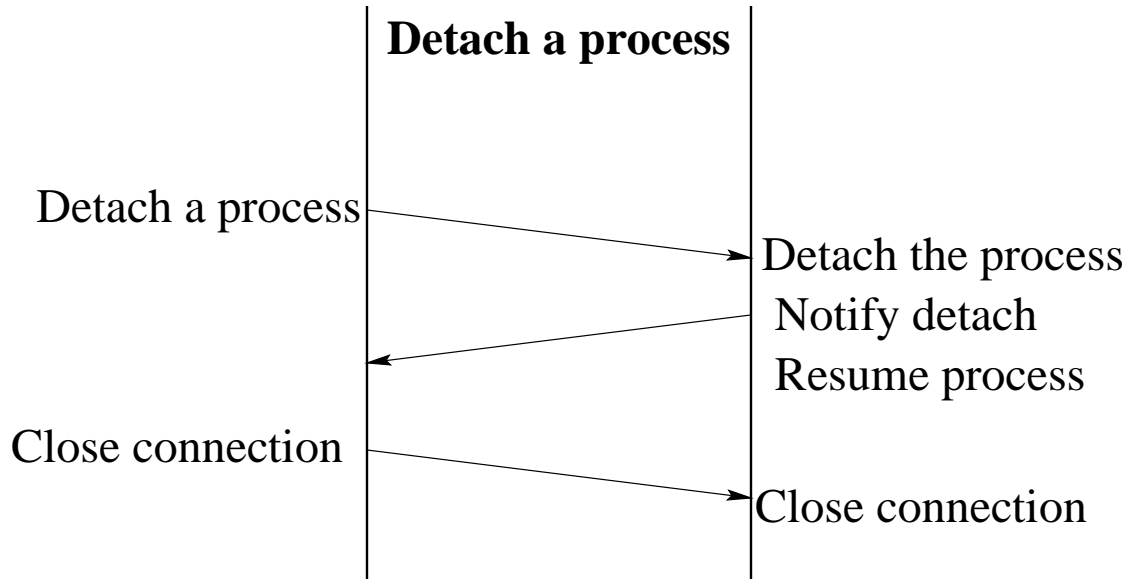 Detach a process
Detach a process
Detach the process
Notify detach
Resume process
Close connection
Close connection